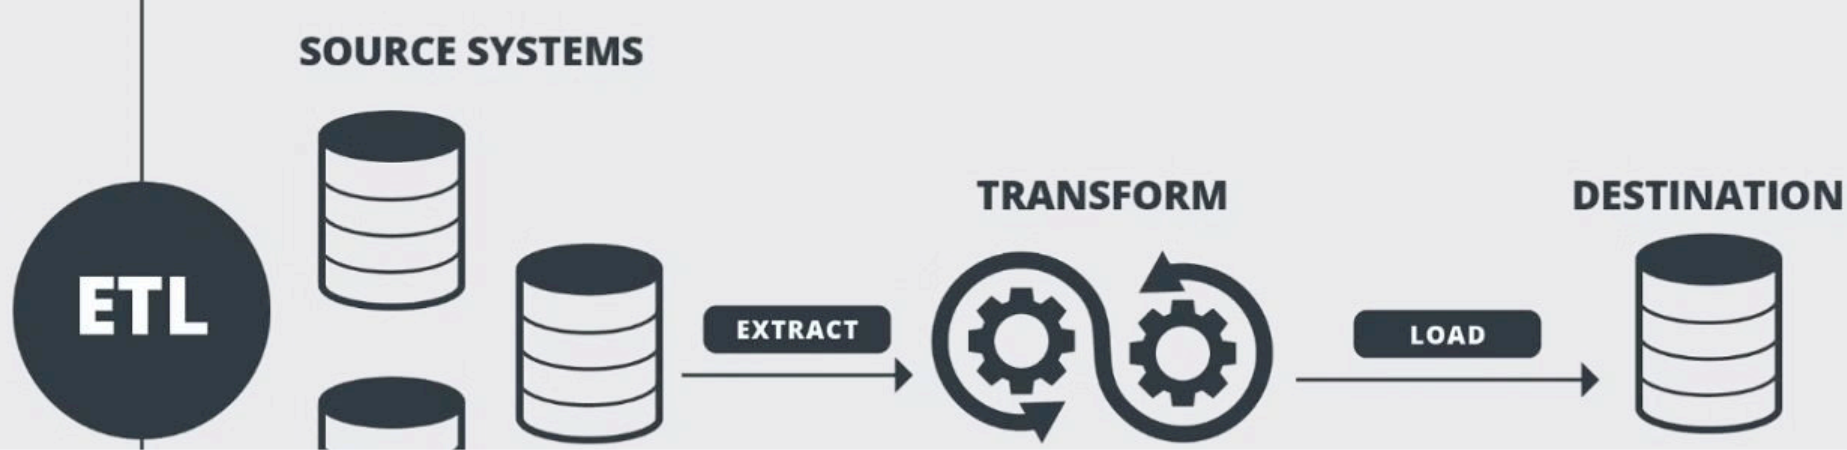 SOURCE SYSTEMS
TRANSFORM
DESTINATION
ETL
EXTRACT
LOAD